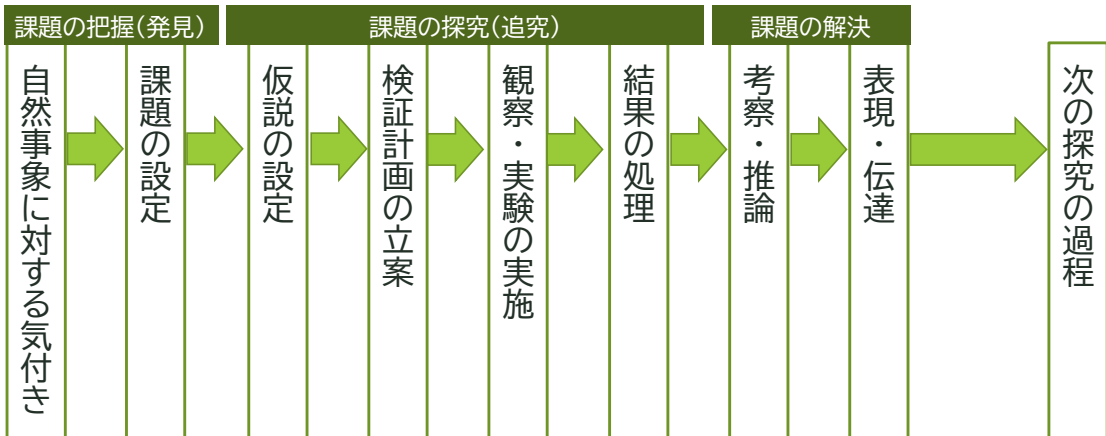 課題の把握(発見)
課題の探究(追究)
課題の解決
自然事象に対する気付き
課題の設定
仮説の設定
検証計画の立案
観察・実験の実施
結果の処理
考察・推論
表現・伝達
次の探究の過程